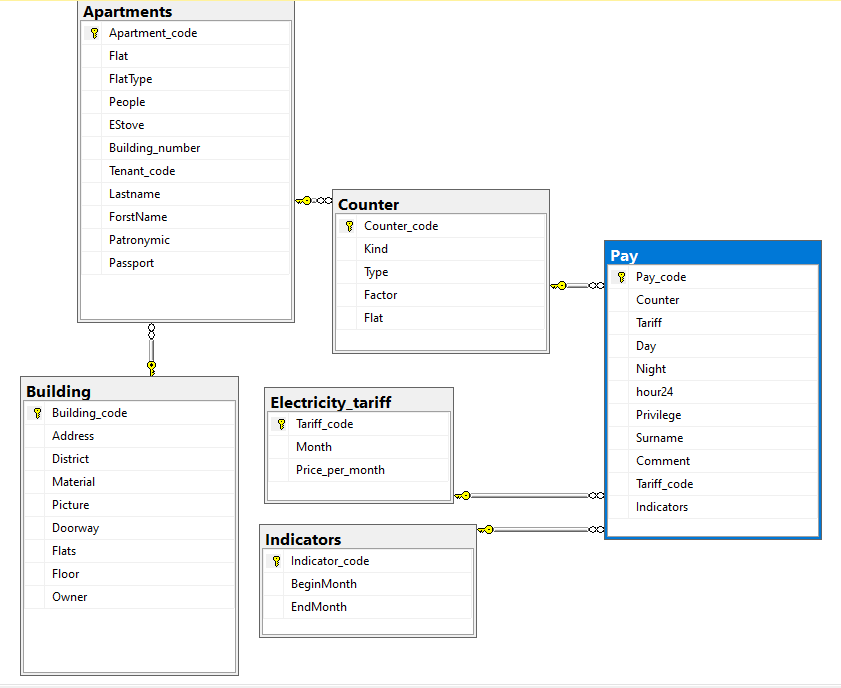 Apartments
Apartment_code
Flat
FlatType
People
EStove
Building_number
Tenant_code
Lastname
ForstName
Patronymic
Passport
Counter
Counter_code
Kind
Type
Factor
Flat
Pay
Pay_code
Counter
Tariff
Day
Night
hour24
Privilege
Surname
Comment
Tariff_code
Indicators
Building
Building_code
Address
District
Material
Picture
Doorway
Flats
Floor
Owner
Electricity_tariff
Tariff_code
Month
Price_per_month
Indicators
Indicator_code
BeginMonth
EndMonth